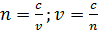 n = c/v ; v = c/n